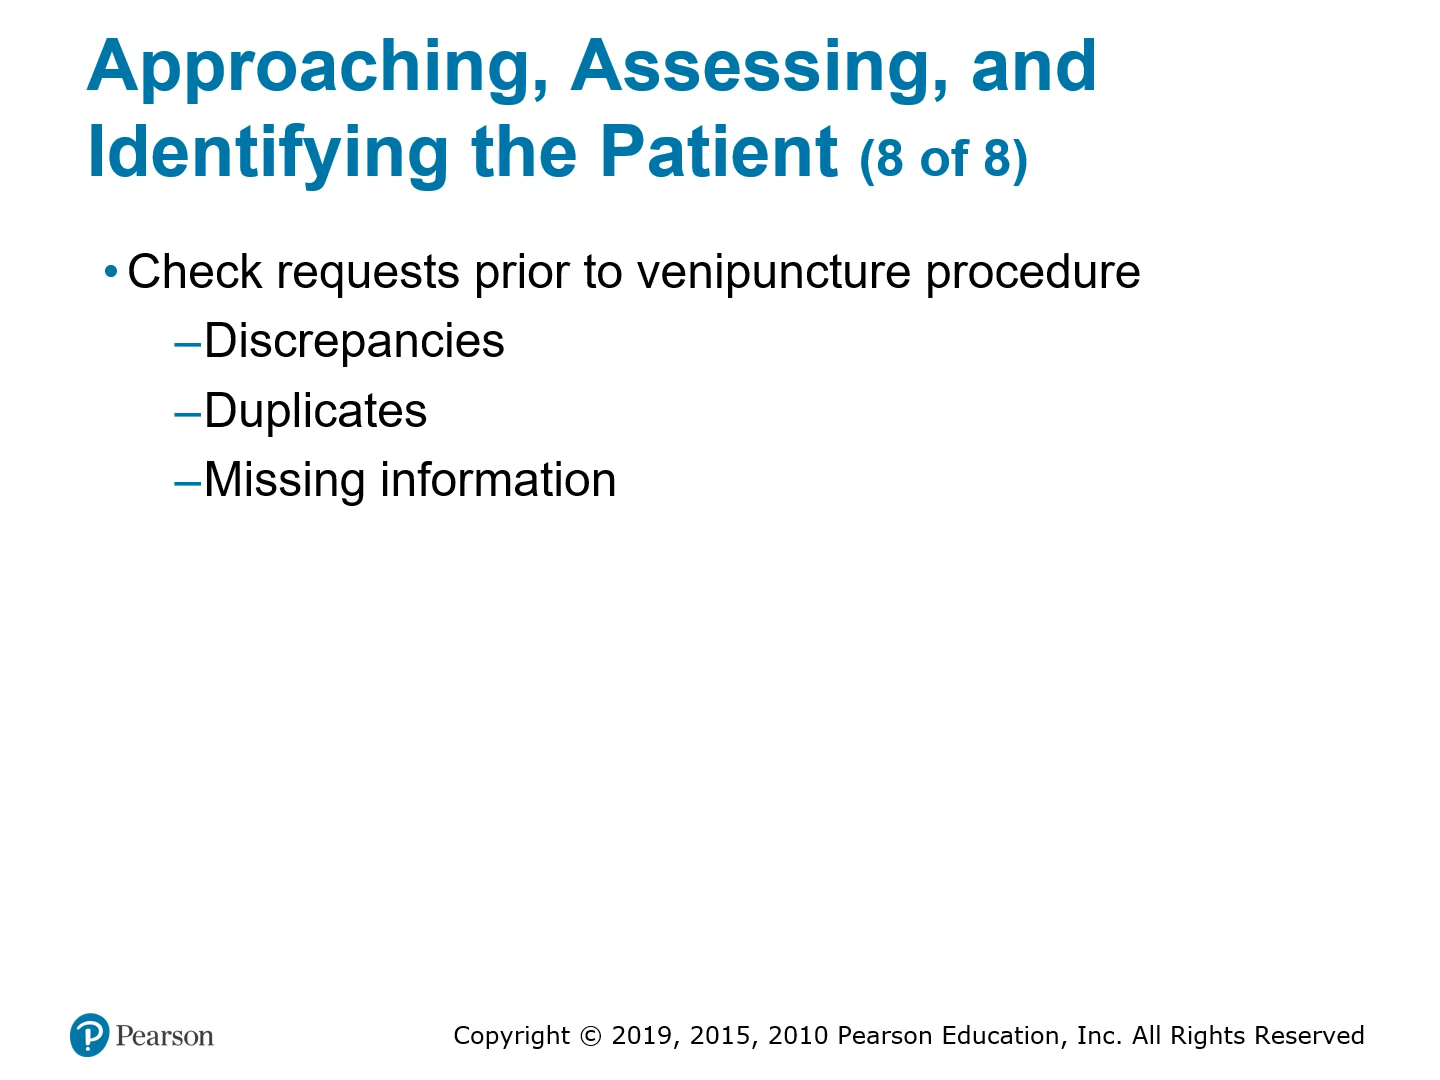 Approaching, Assessing, and
Identifying the Patient (8 of 8)
• Check requests prior to venipuncture procedure
–Discrepancies
–Duplicates
–Missing information
Pearson
Copyright © 2019, 2015, 2010 Pearson Education, Inc. All Rights Reserved